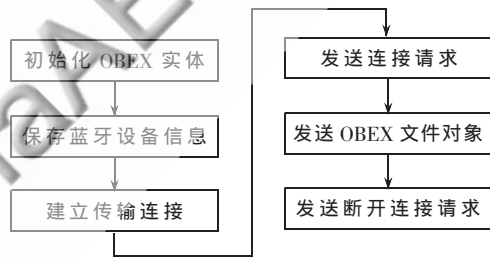 初始化 OBEX 实体
保存蓝牙设备信息
建立传输连接
发送连接请求
发送 OBEX 文件对象
发送断开连接请求